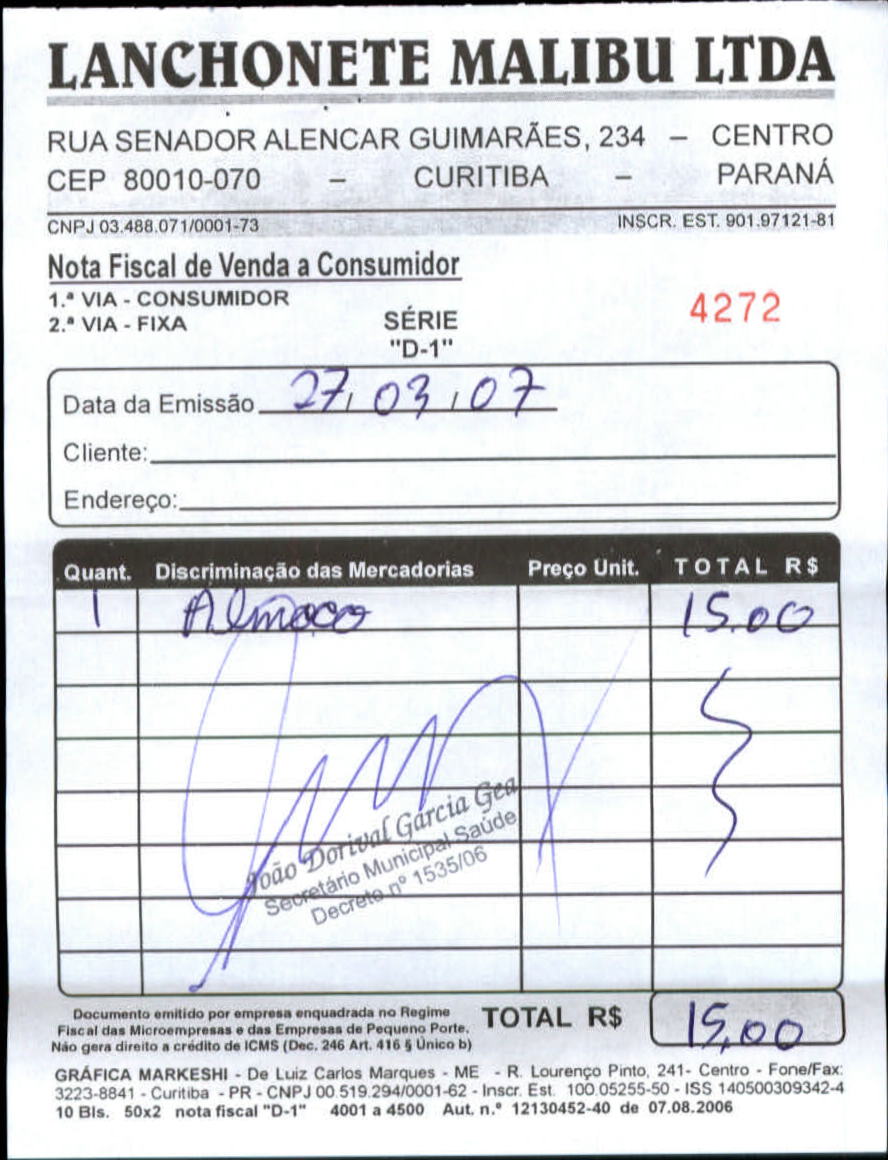 LANCHONETE MALIBU LTDA
RUA SENADOR ALENCAR GUIMARÃES, 234 – CENTRO
CEP 80010-070 – CURITIBA – PARANÁ
CNPJ 03.488.071/0001-73 INSCR. EST. 901.97121-81
Nota Fiscal de Venda a Consumidor
1.ª VIA - CONSUMIDOR
2.ª VIA - FIXA
SÉRIE
"D-1"
4272
Data da Emissão 27/03/07
Cliente:
Endereço:
Quant. Discriminação das Mercadorias Preço Unit. TOTAL R$
1 Almoco 15,00
João Dorival Garcia Gea
Secretário Municipal Saúde
Decreto nº 1535/06
Documento emitido por empresa enquadrada no Regime
Fiscal das Microempresas e das Empresas de Pequeno Porte.
Não gera direito a crédito de ICMS (Dec. 246 Art. 416 § Único b)
TOTAL R$ 15,00
GRÁFICA MARKESHI - De Luiz Carlos Marques - ME - R. Lourenço Pinto, 241- Centro - Fone/Fax:
3223-8841 - Curitiba - PR - CNPJ 00.519.294/0001-62 - Inscr. Est. 100.05255-50 - ISS 140500309342-4
10 Bls. 50x2 nota fiscal "D-1" 4001 a 4500 Aut. n.º 12130452-40 de 07.08.2006